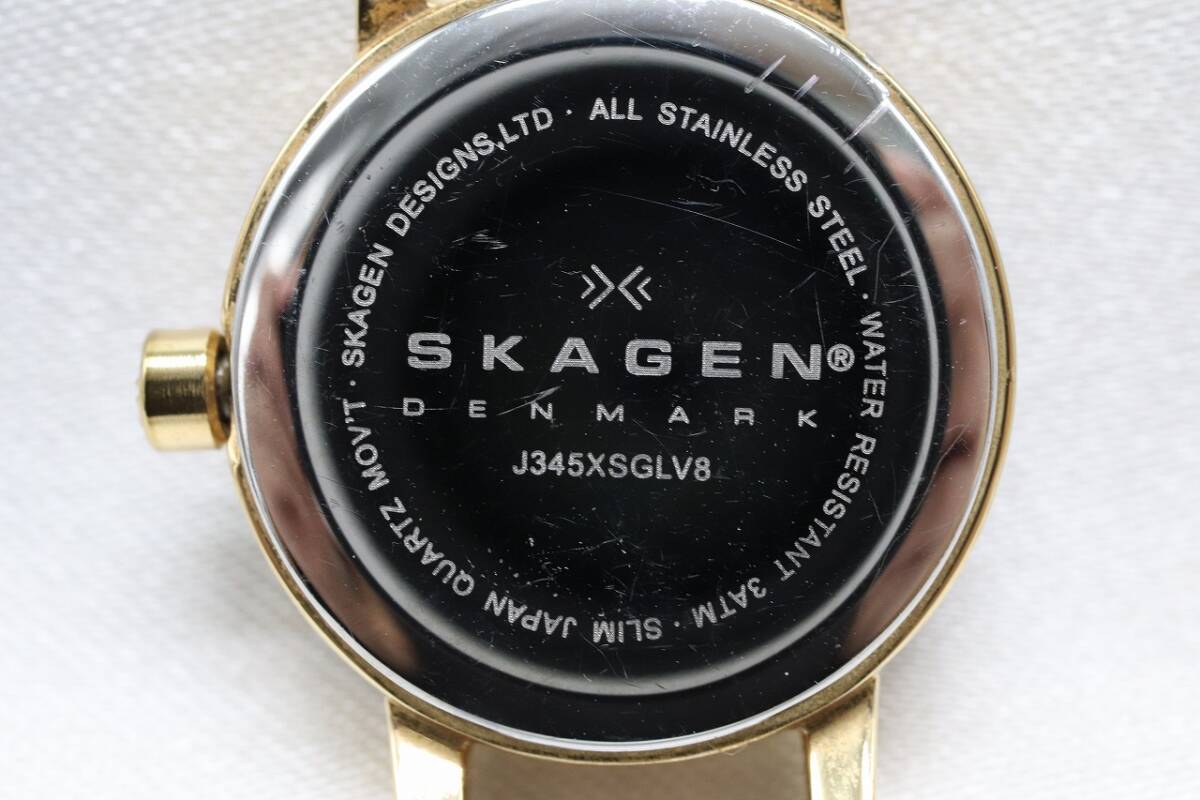 SKAGEN®
DENMARK
J345XSGLV8
SKAGEN DESIGNS,LTD · ALL STAINLESS STEEL · WATER RESISTANT 3ATM · SLIM JAPAN QUARTZ MOV'T ·